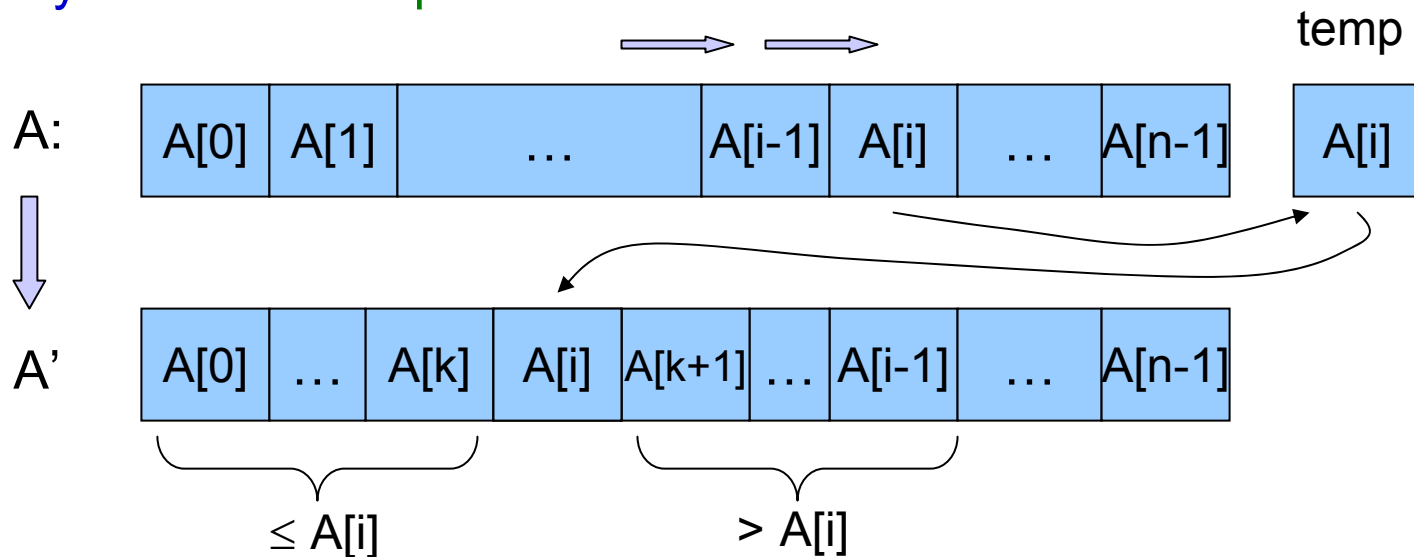 temp
A: A[0] A[1] … A[i-1] A[i] … A[n-1] A[i]
A’ A[0] … A[k] A[i] A[k+1] … A[i-1] … A[n-1]
≤ A[i] > A[i]